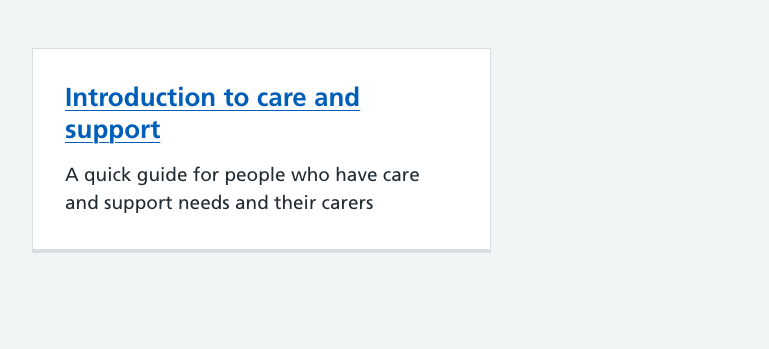 Introduction to care and
support
A quick guide for people who have care
and support needs and their carers